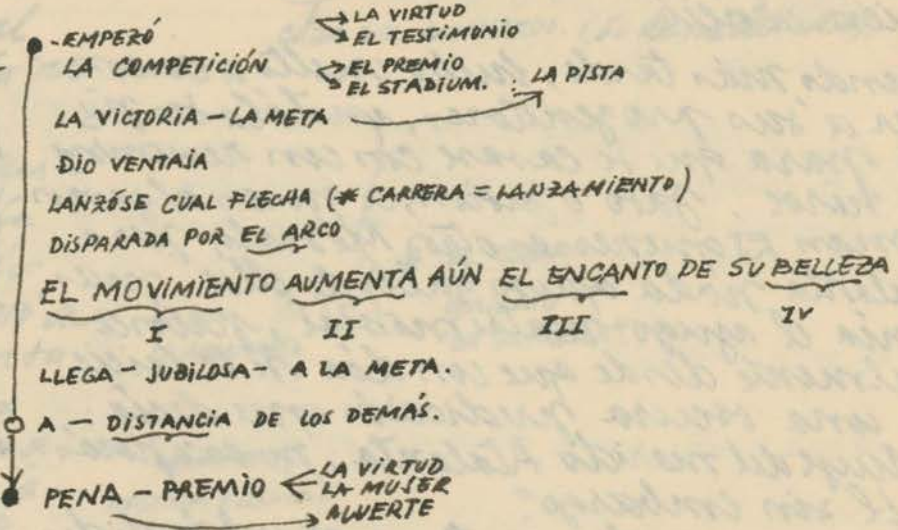 LA VIRTUD
- EMPEZÓ EL TESTIMONIO
LA COMPETICIÓN EL PREMIO
EL STADIUM. : LA PISTA
LA VICTORIA - LA META
DIO VENTAJA
LANZÓSE CUAL FLECHA (* CARRERA = LANZAMIENTO)
DISPARADA POR EL ARCO
EL MOVIMIENTO AUMENTA AÚN EL ENCANTO DE SU BELLEZA
I II III IV
LLEGA - JUBILOSA - A LA META.
A - DISTANCIA DE LOS DEMÁS.
LA VIRTUD
PENA - PREMIO LA MUJER
MUERTE